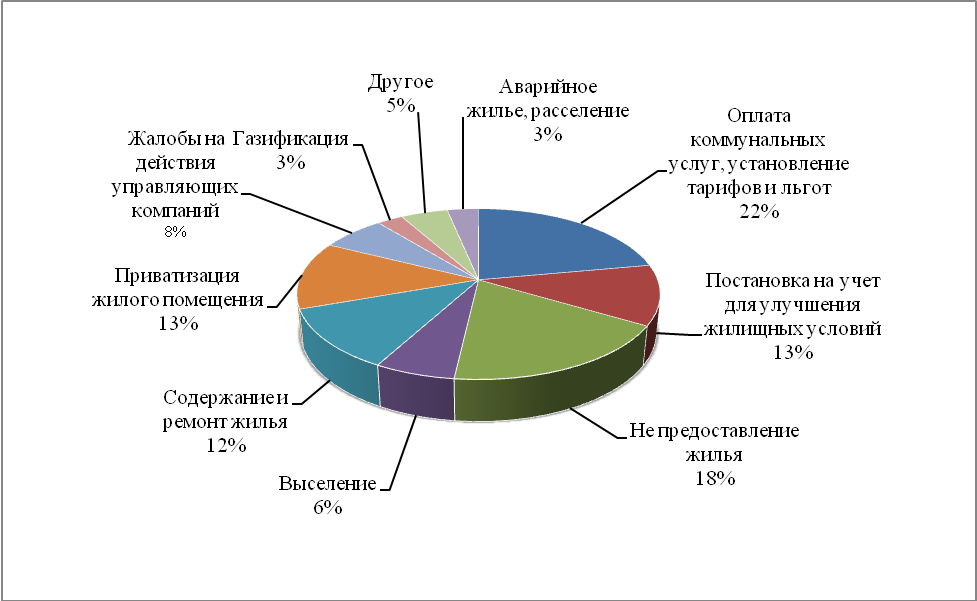 Другое
5%
Аварийное
жилье, расселение
3%
Оплата
коммунальных
услуг, установление
тарифов и льгот
22%
Постановка на учет
для улучшения
жилищных условий
13%
Не предоставление
жилья
18%
Выселение
6%
Содержание и
ремонт жилья
12%
Приватизация
жилого помещения
13%
Жалобы на
действия
управляющих
компаний
8%
Газификация
3%